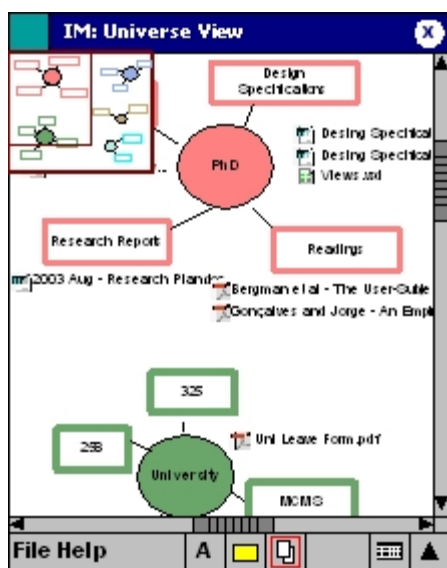 IM: Universe View
x
Design
Specifications
PhD
Desing Specifical
Desing Specifical
Views.vsd
Research Report
Readings
2003 Aug - Research Plan.doc
Bergman et al - The User-Subje
Gonçalves and Jorge - An Empi
325
258
Uni Leave Form.pdf
University
MCMS
File Help
A